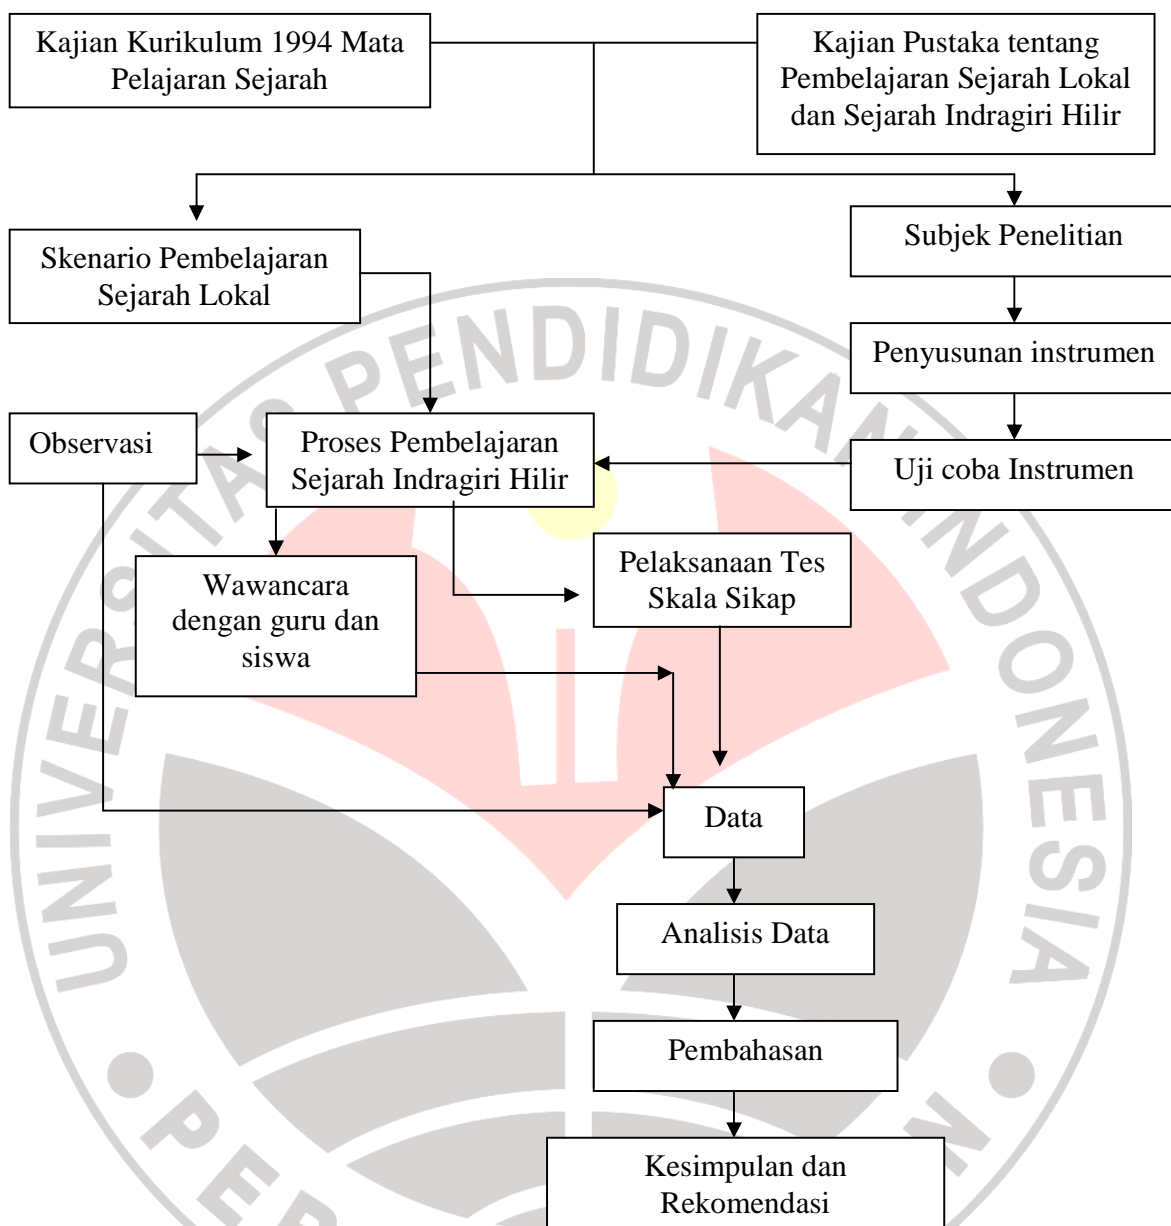 Kajian Kurikulum 1994 Mata
Pelajaran Sejarah
Kajian Pustaka tentang
Pembelajaran Sejarah Lokal
dan Sejarah Indragiri Hilir
Skenario Pembelajaran
Sejarah Lokal
Subjek Penelitian
Penyusunan instrumen
Observasi
Proses Pembelajaran
Sejarah Indragiri Hilir
Uji coba Instrumen
Wawancara
dengan guru dan
siswa
Pelaksanaan Tes
Skala Sikap
Data
Analisis Data
Pembahasan
Kesimpulan dan
Rekomendasi
UNIVERSITAS PENDIDIKAN INDONESIA